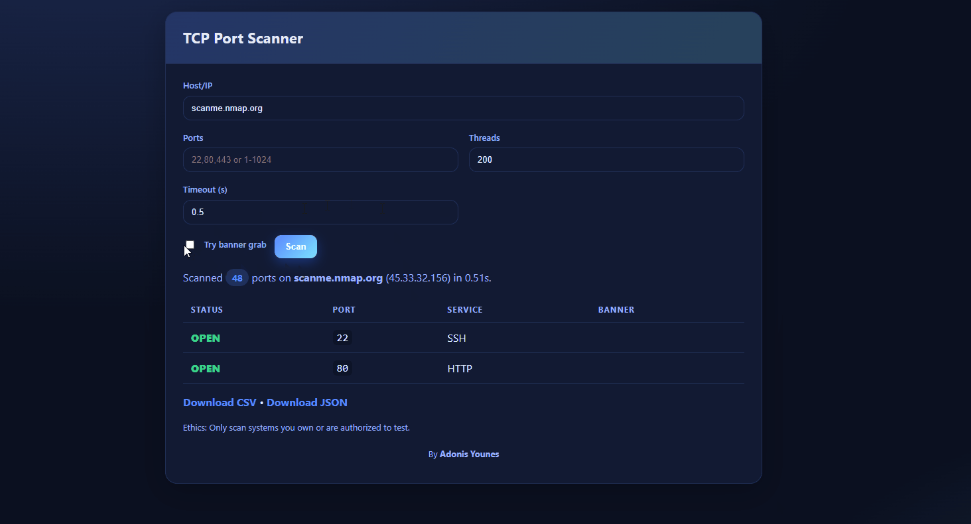 TCP Port Scanner
Host/IP
scanme.nmap.org
Ports Threads
22,80,443 or 1-1024 200
Timeout (s)
0.5
Try banner grab Scan
Scanned 48 ports on scanme.nmap.org (45.33.32.156) in 0.51s.
STATUS PORT SERVICE BANNER
OPEN 22 SSH
OPEN 80 HTTP
Download CSV • Download JSON
Ethics: Only scan systems you own or are authorized to test.
By Adonis Younes